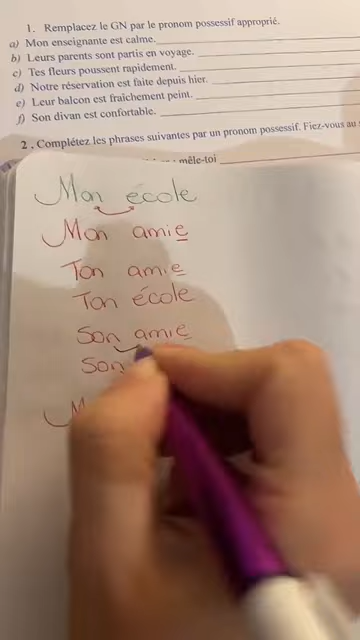 1. Remplacez le GN par le pronom possessif approprié.
a) Mon enseignante est calme.
b) Leurs parents sont partis en voyage.
c) Tes fleurs poussent rapidement.
d) Notre réservation est faite depuis hier.
e) Leur balcon est fraîchement peint.
f) Son divan est confortable.
2. Complétez les phrases suivantes par un pronom possessif. Fiez-vous au
mêle-toi
Mon école
Mon amie
Ton amie
Ton école
Son amie
Son